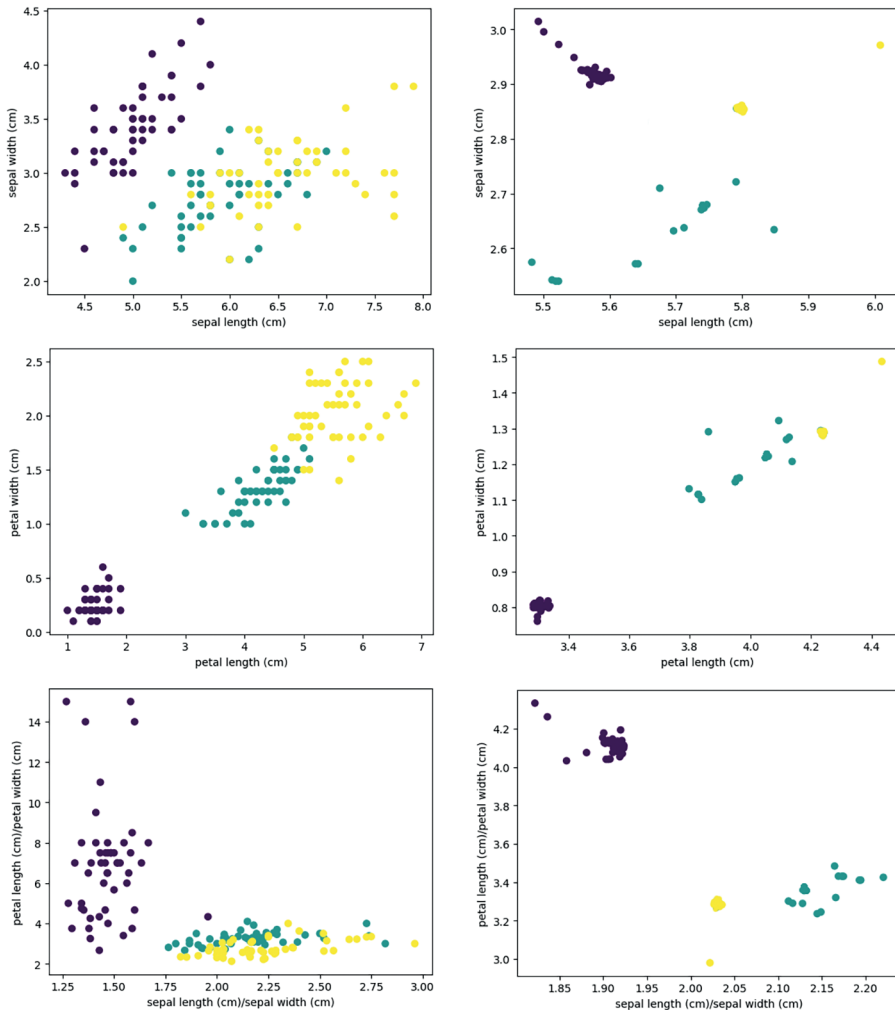 4.5
4.0
3.5
3.0
2.5
2.0
sepal width (cm)
4.5 5.0 5.5 6.0 6.5 7.0 7.5 8.0
sepal length (cm)
3.0
2.9
2.8
2.7
2.6
sepal width (cm)
5.5 5.6 5.7 5.8 5.9 6.0
sepal length (cm)
2.5
2.0
1.5
1.0
0.5
0.0
petal width (cm)
1 2 3 4 5 6 7
petal length (cm)
1.5
1.4
1.3
1.2
1.1
1.0
0.9
0.8
petal width (cm)
3.4 3.6 3.8 4.0 4.2 4.4
petal length (cm)
14
12
10
8
6
4
2
petal length (cm)/petal width (cm)
1.25 1.50 1.75 2.00 2.25 2.50 2.75 3.00
sepal length (cm)/sepal width (cm)
4.2
4.0
3.8
3.6
3.4
3.2
3.0
petal length (cm)/petal width (cm)
1.85 1.90 1.95 2.00 2.05 2.10 2.15 2.20
sepal length (cm)/sepal width (cm)